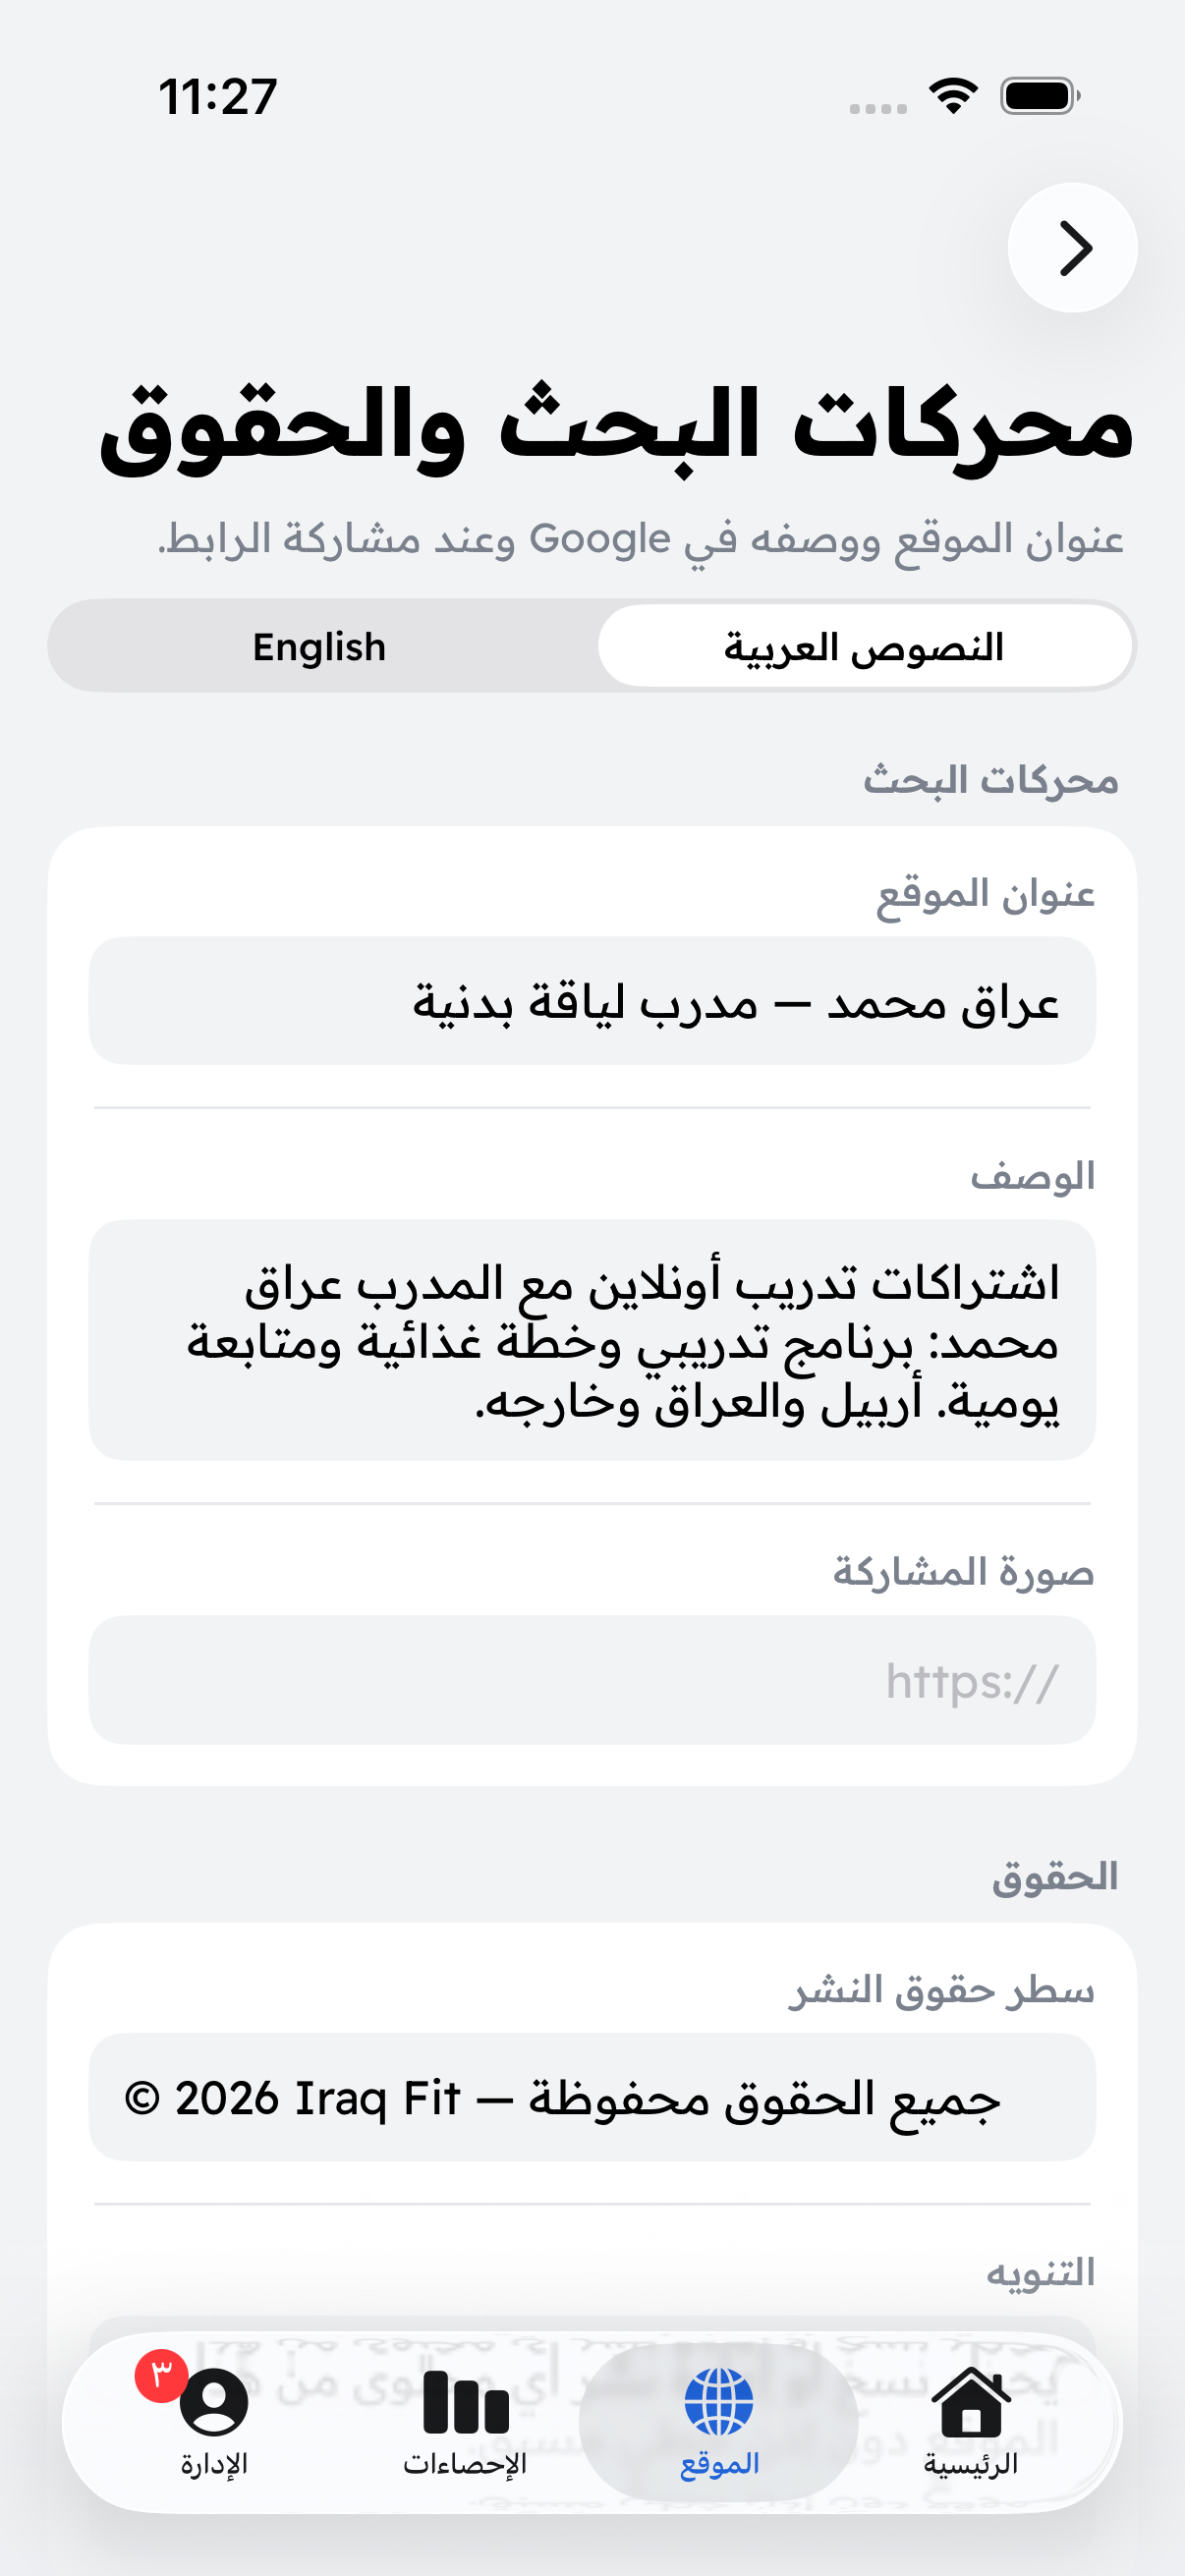 11:27
محركات البحث والحقوق
عنوان الموقع ووصفه في Google وعند مشاركة الرابط.
النصوص العربية
English
محركات البحث
عنوان الموقع
عراق محمد — مدرب لياقة بدنية
الوصف
اشتراكات تدريب أونلاين مع المدرب عراق
محمد: برنامج تدريبي وخطة غذائية ومتابعة
يومية. أربيل والعراق وخارجه.
صورة المشاركة
https://
الحقوق
سطر حقوق النشر
© 2026 Iraq Fit — جميع الحقوق محفوظة
التنويه
الرئيسية
الموقع
الإحصاءات
٣
الإدارة